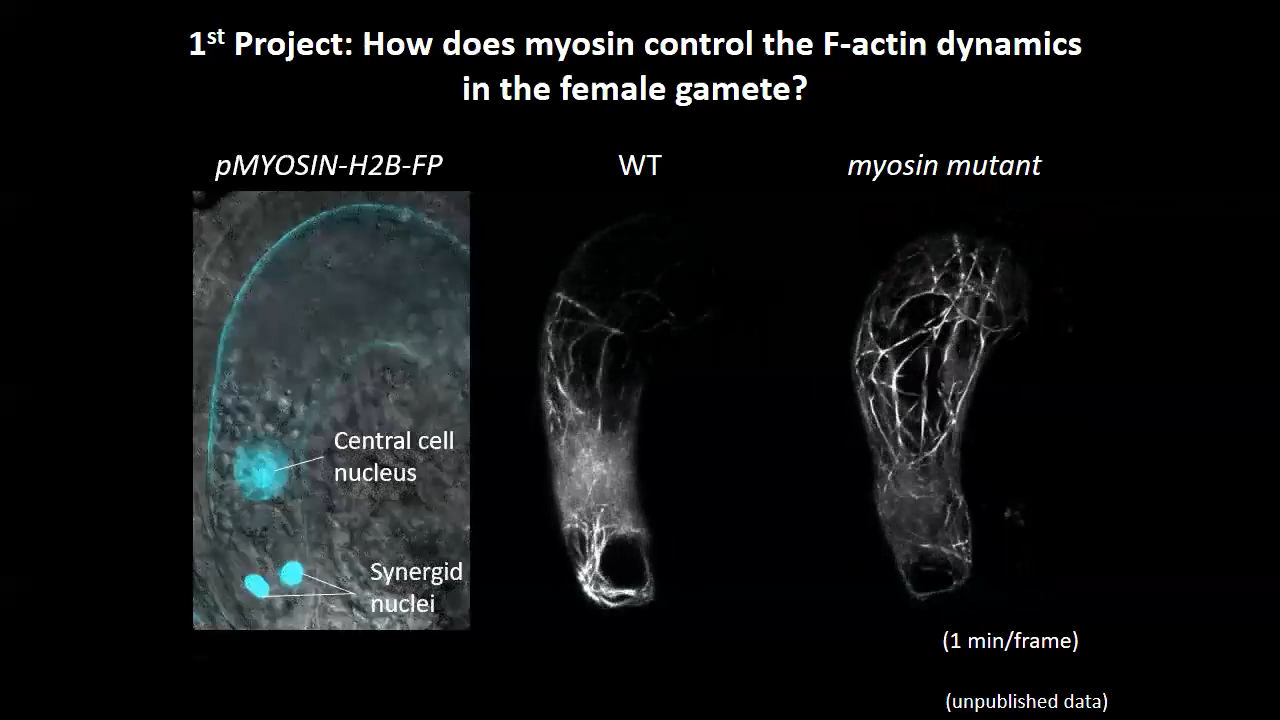 1st Project: How does myosin control the F-actin dynamics
in the female gamete?
pMYOSIN-H2B-FP
WT
myosin mutant
Central cell
nucleus
Synergid
nuclei
(1 min/frame)
(unpublished data)